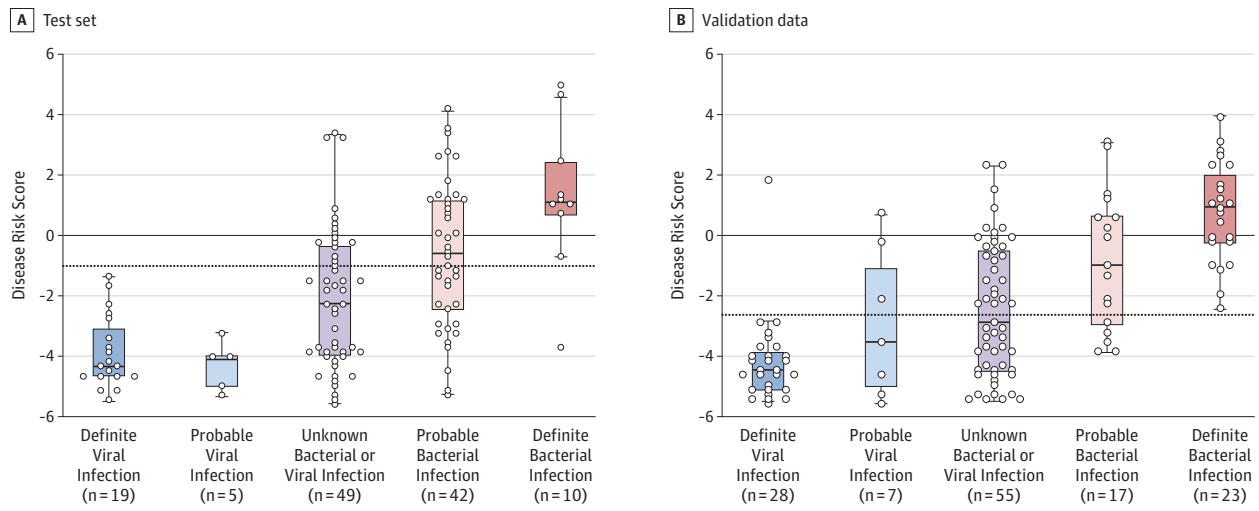 A Test set
6
4
2
0
-2
-4
-6
Disease Risk Score
Definite
Viral
Infection
(n=19)
Probable
Viral
Infection
(n=5)
Unknown
Bacterial or
Viral Infection
(n=49)
Probable
Bacterial
Infection
(n=42)
Definite
Bacterial
Infection
(n=10)
B Validation data
6
4
2
0
-2
-4
-6
Disease Risk Score
Definite
Viral
Infection
(n=28)
Probable
Viral
Infection
(n=7)
Unknown
Bacterial or
Viral Infection
(n=55)
Probable
Bacterial
Infection
(n=17)
Definite
Bacterial
Infection
(n=23)